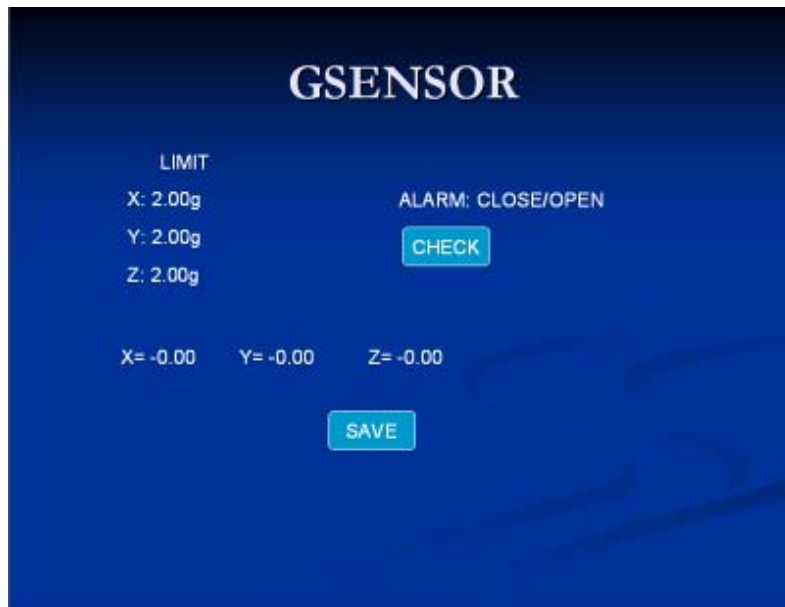 GSENSOR
LIMIT
X: 2.00g
ALARM: CLOSE/OPEN
Y: 2.00g
CHECK
Z: 2.00g
X= -0.00 Y= -0.00 Z= -0.00
SAVE